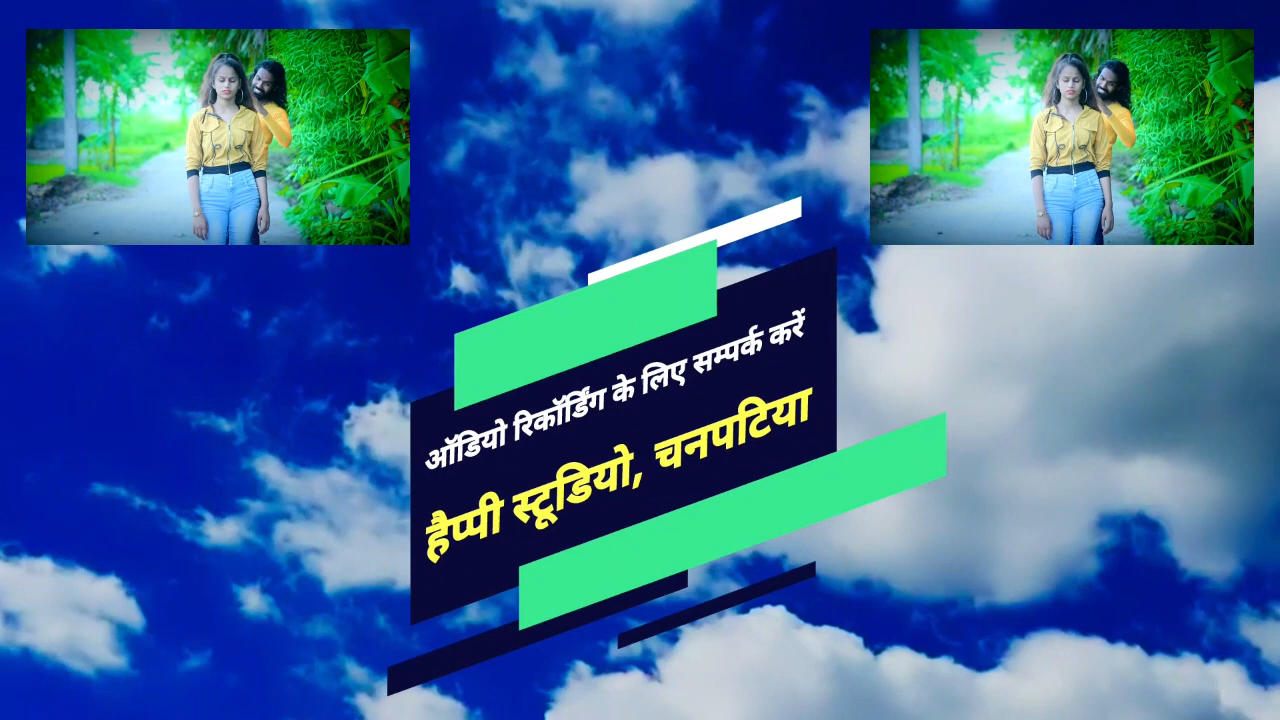 ऑडियो रिकॉर्डिंग के लिए सम्पर्क करें
हैप्पी स्टूडियो, चनपटिया